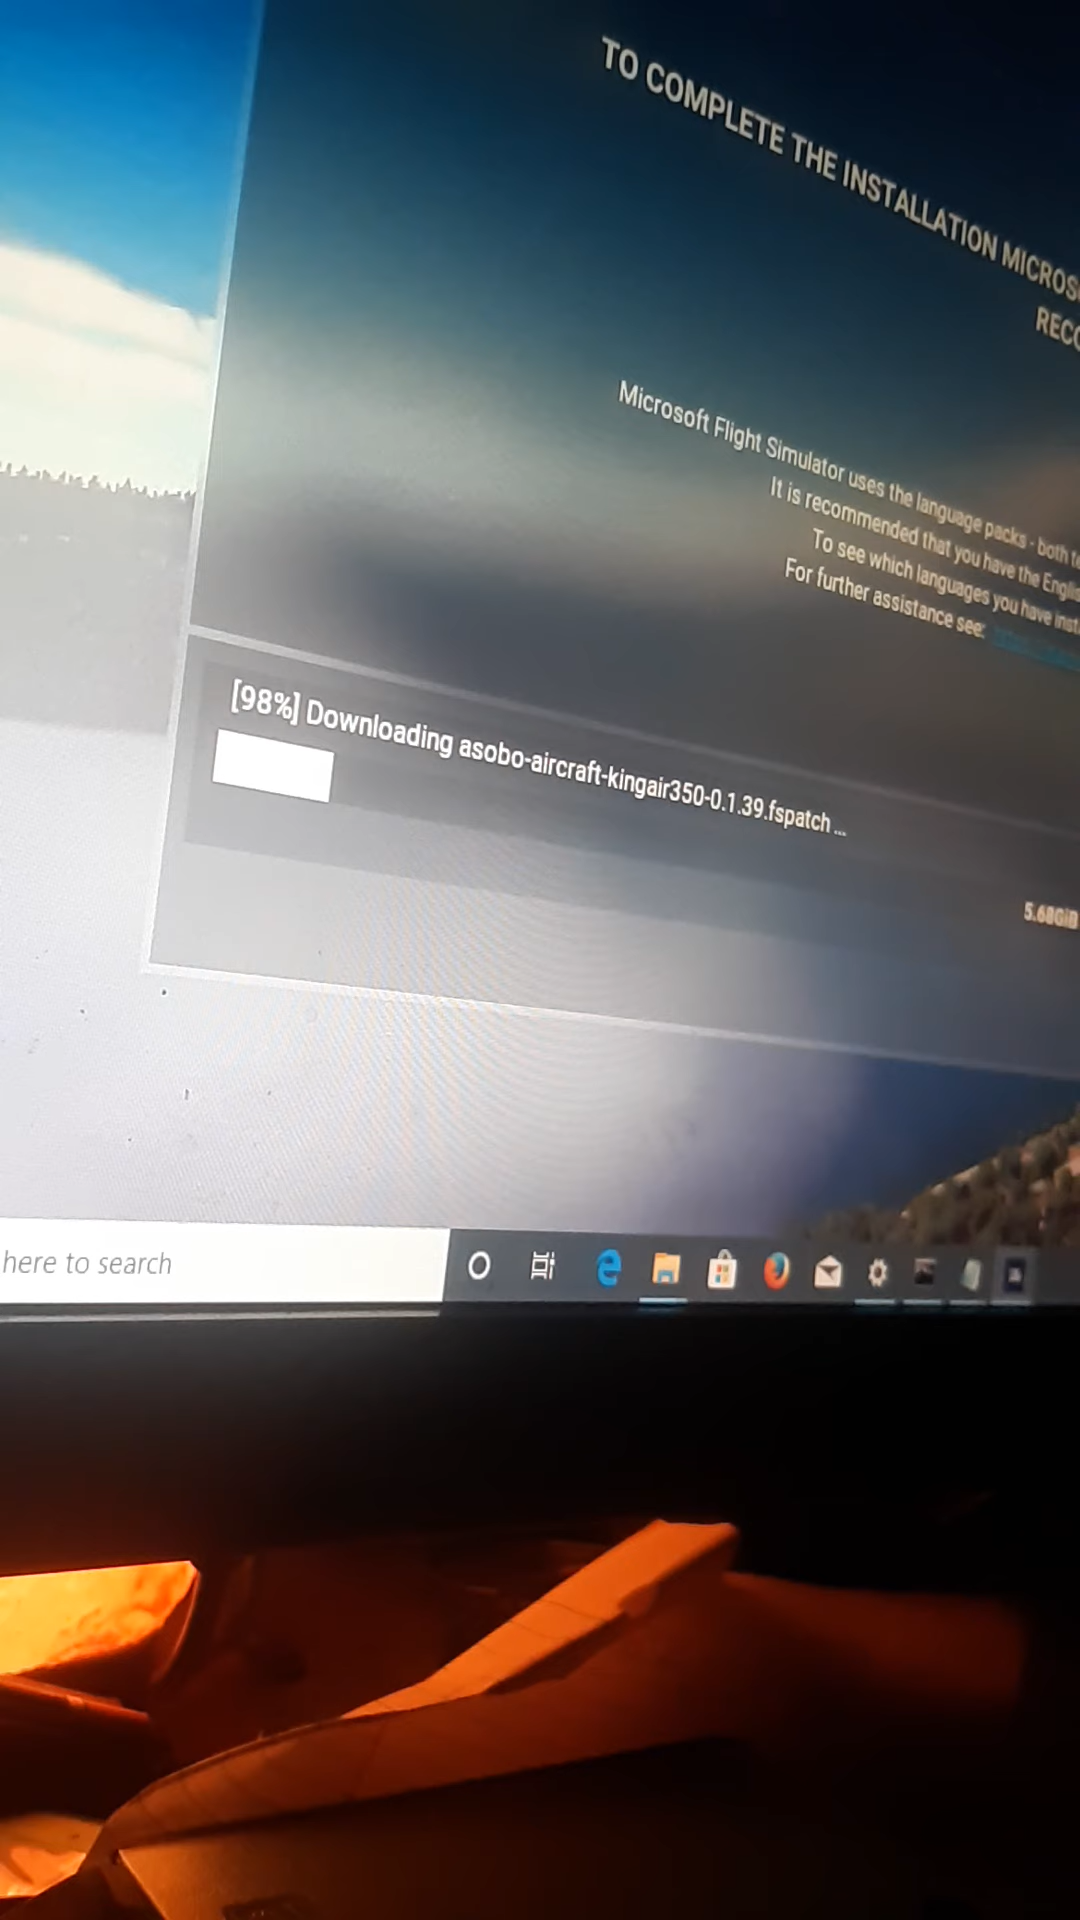 TO COMPLETE THE INSTALLATION MICROS
REC
Microsoft Flight Simulator uses the language packs - both te
It is recommended that you have the Englis
To see which languages you have inst
For further assistance see:
[98%] Downloading asobo-aircraft-kingair350-0.1.39.fspatch ...
5.68GiB
here to search